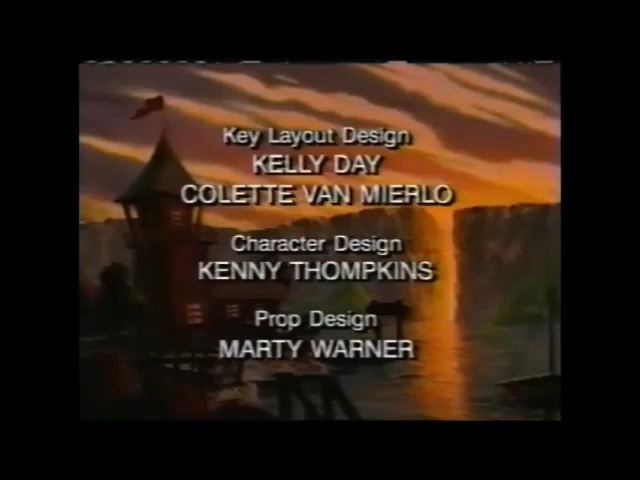 Key Layout Design
KELLY DAY
COLETTE VAN MIERLO
Character Design
KENNY THOMPKINS
Prop Design
MARTY WARNER